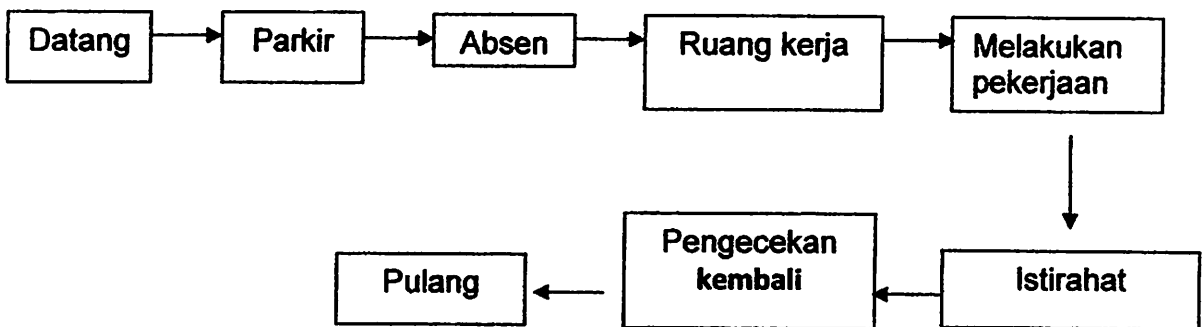 Datang
Parkir
Absen
Ruang kerja
Melakukan
pekerjaan
Istirahat
Pengecekan
kembali
Pulang